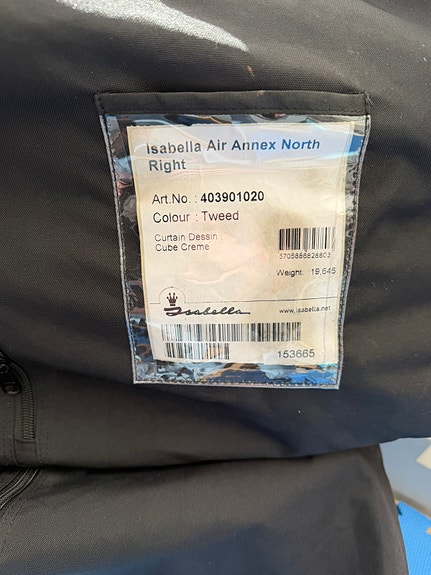 Isabella Air Annex North
Right
Art.No. : 403901020
Colour : Tweed
Curtain Dessin
Cube Creme
5705886828803
Weight 19,645
Isabella
www.isabella.net
153665